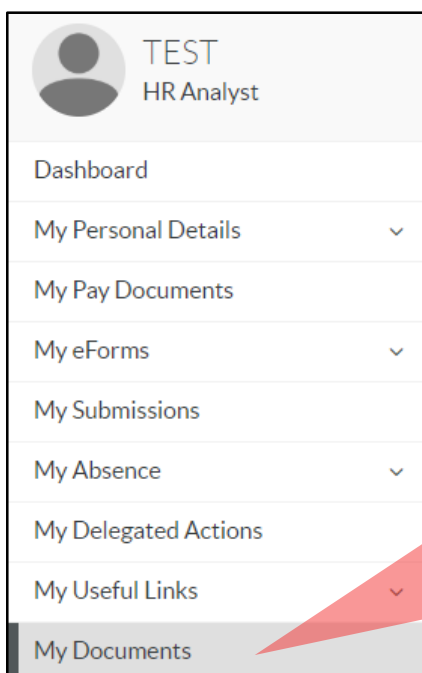 TEST
HR Analyst
Dashboard
My Personal Details
My Pay Documents
My eForms
My Submissions
My Absence
My Delegated Actions
My Useful Links
My Documents